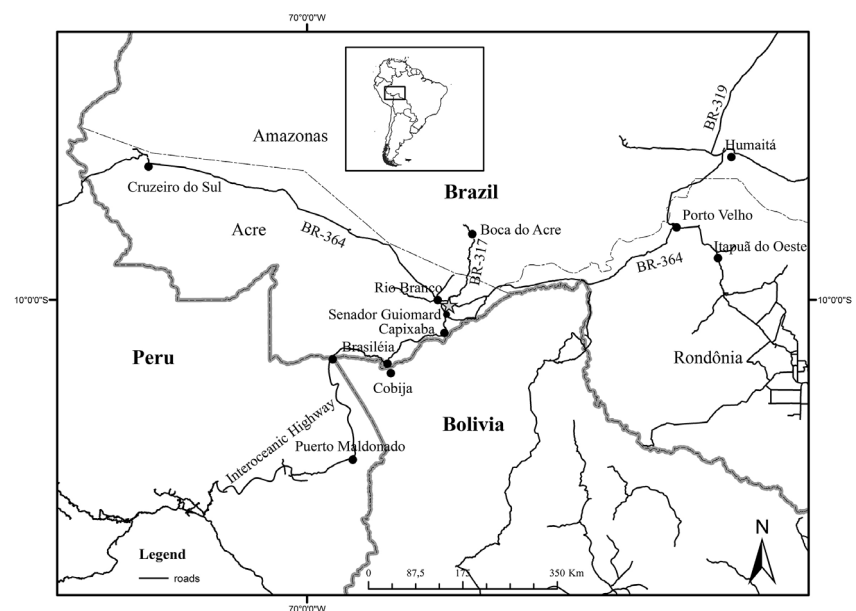 70°0'0"W
BR-319
Amazonas
Humaitá
Cruzeiro do Sul
Brazil
Porto Velho
Acre
BR-364
Boca do Acre
BR-317
Itapuã do Oeste
BR-364
Rio Branco
10°0'0"S
10°0'0"S
Senador Guiomard
Capixaba
Brasiléia
Peru
Rondônia
Cobija
Interoceanic Highway
Bolivia
Puerto Maldonado
N
Legend
roads
0 87,5 175 350 Km
70°0'0"W